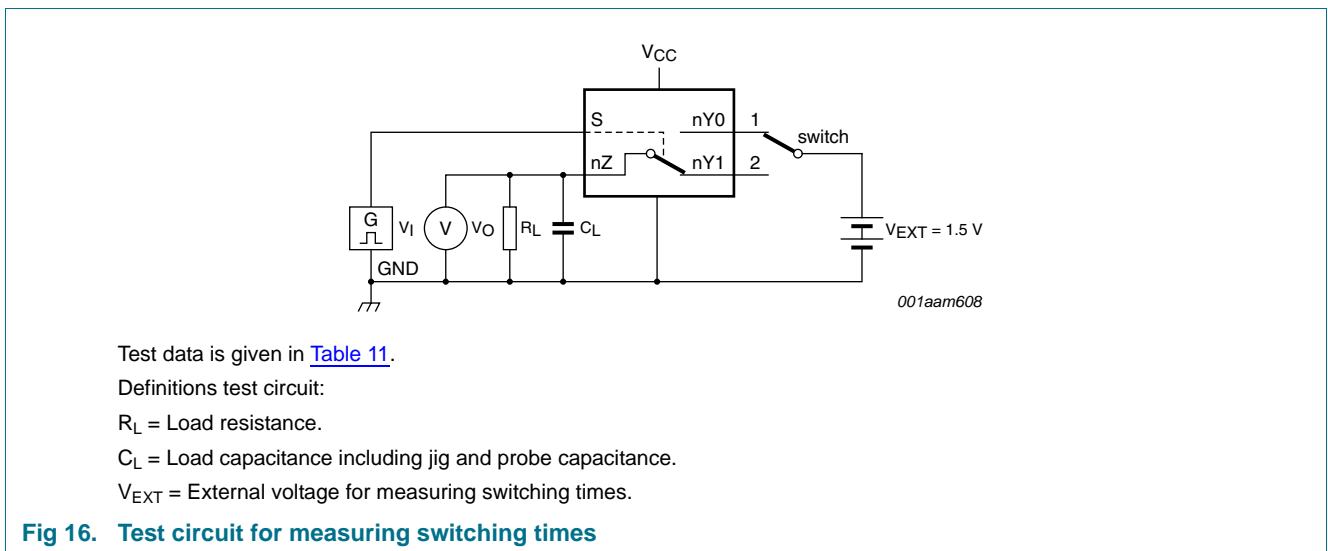 VCC
S nY0 1 switch
nZ nY1 2
G VI V VO RL CL VEXT = 1.5 V
GND
001aam608
Test data is given in Table 11.
Definitions test circuit:
RL = Load resistance.
CL = Load capacitance including jig and probe capacitance.
VEXT = External voltage for measuring switching times.
Fig 16. Test circuit for measuring switching times